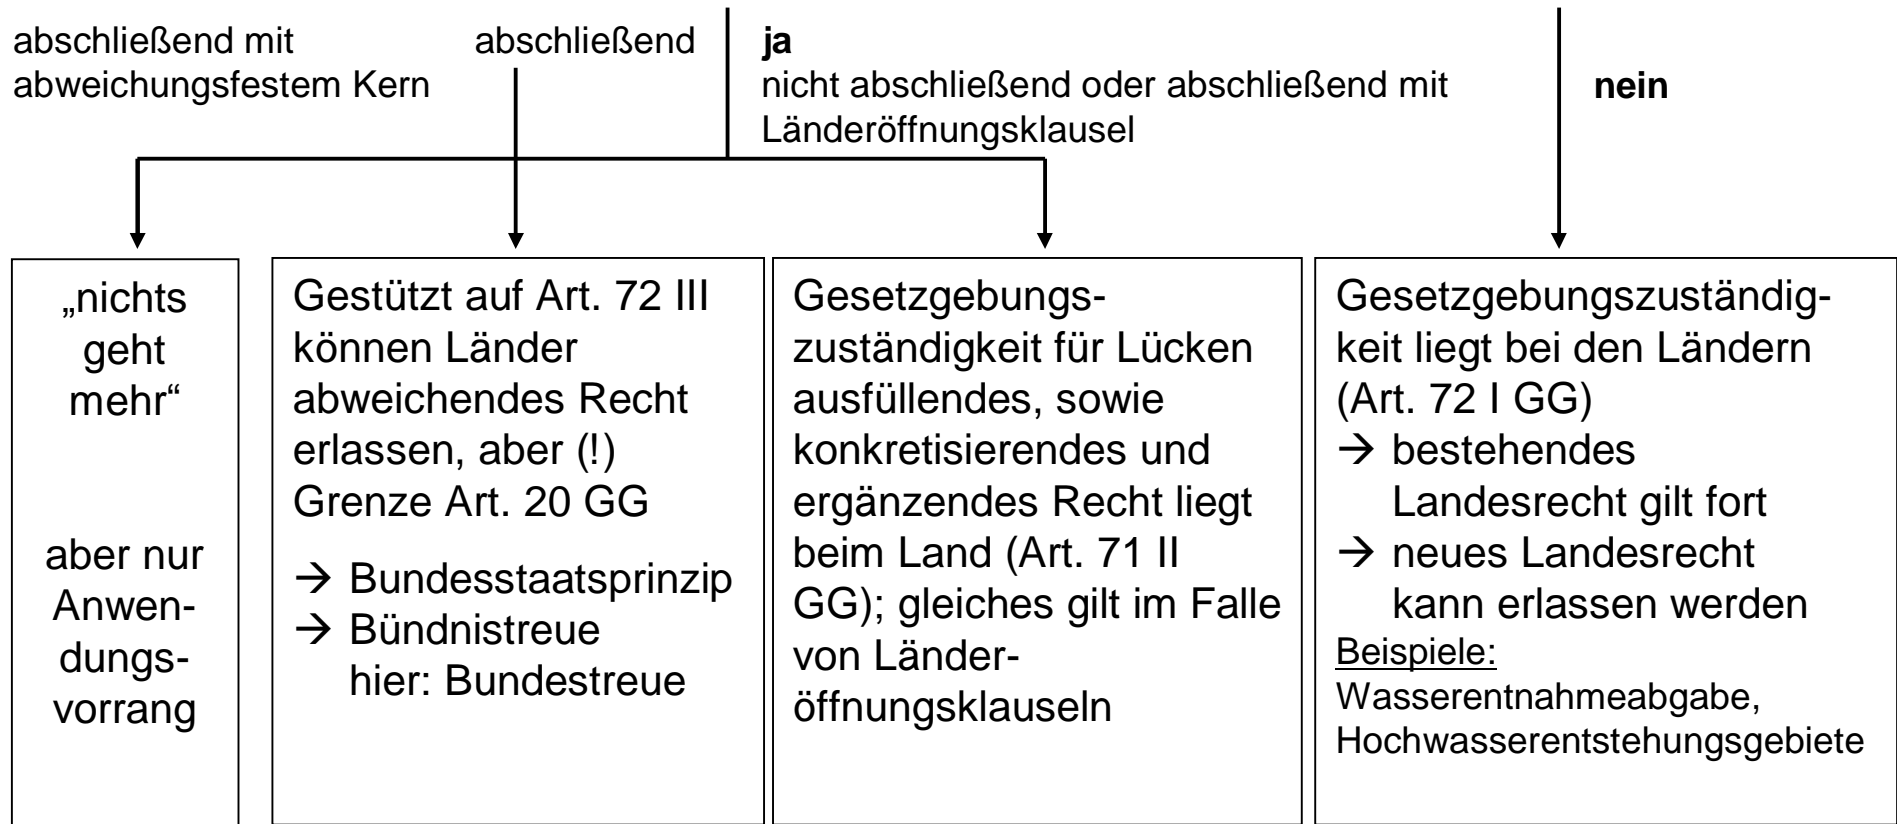 abschließend mit
abweichungsfestem Kern
abschließend
ja
nicht abschließend oder abschließend mit
Länderöffnungsklausel
nein
„nichts
geht
mehr“
aber nur
Anwen-
dungs-
vorrang
Gestützt auf Art. 72 III
können Länder
abweichendes Recht
erlassen, aber (!)
Grenze Art. 20 GG
→ Bundesstaatsprinzip
→ Bündnistreue
hier: Bundestreue
Gesetzgebungs-
zuständigkeit für Lücken
ausfüllendes, sowie
konkretisierendes und
ergänzendes Recht liegt
beim Land (Art. 71 II
GG); gleiches gilt im Falle
von Länder-
öffnungsklauseln
Gesetzgebungszuständig-
keit liegt bei den Ländern
(Art. 72 I GG)
→ bestehendes
Landesrecht gilt fort
→ neues Landesrecht
kann erlassen werden
Beispiele:
Wasserentnahmeabgabe,
Hochwasserentstehungsgebiete